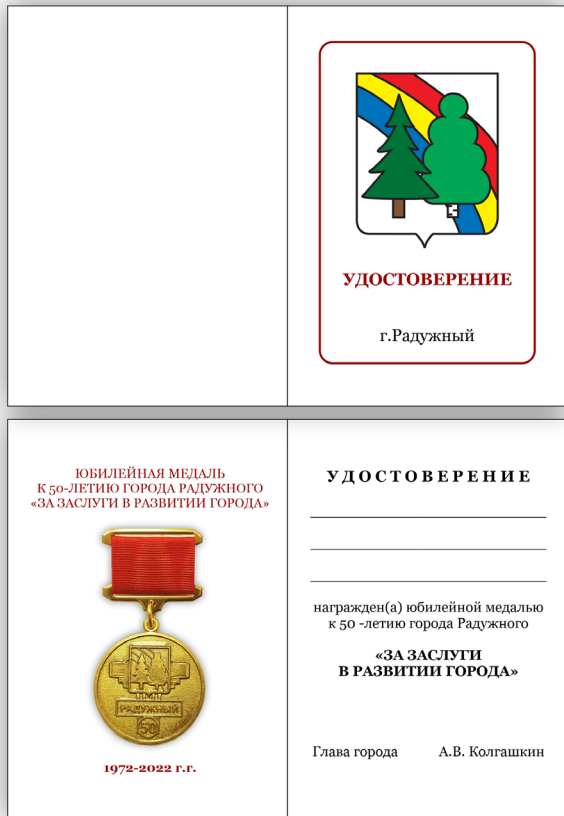 УДОСТОВЕРЕНИЕ
г.Радужный
ЮБИЛЕЙНАЯ МЕДАЛЬ
К 50-ЛЕТИЮ ГОРОДА РАДУЖНОГО
«ЗА ЗАСЛУГИ В РАЗВИТИИ ГОРОДА»
РАДУЖНЫЙ
50
1972-2022 г.г.
УДОСТОВЕРЕНИЕ
награжден(а) юбилейной медалью
к 50 -летию города Радужного
«ЗА ЗАСЛУГИ
В РАЗВИТИИ ГОРОДА»
Глава города А.В. Колгашкин